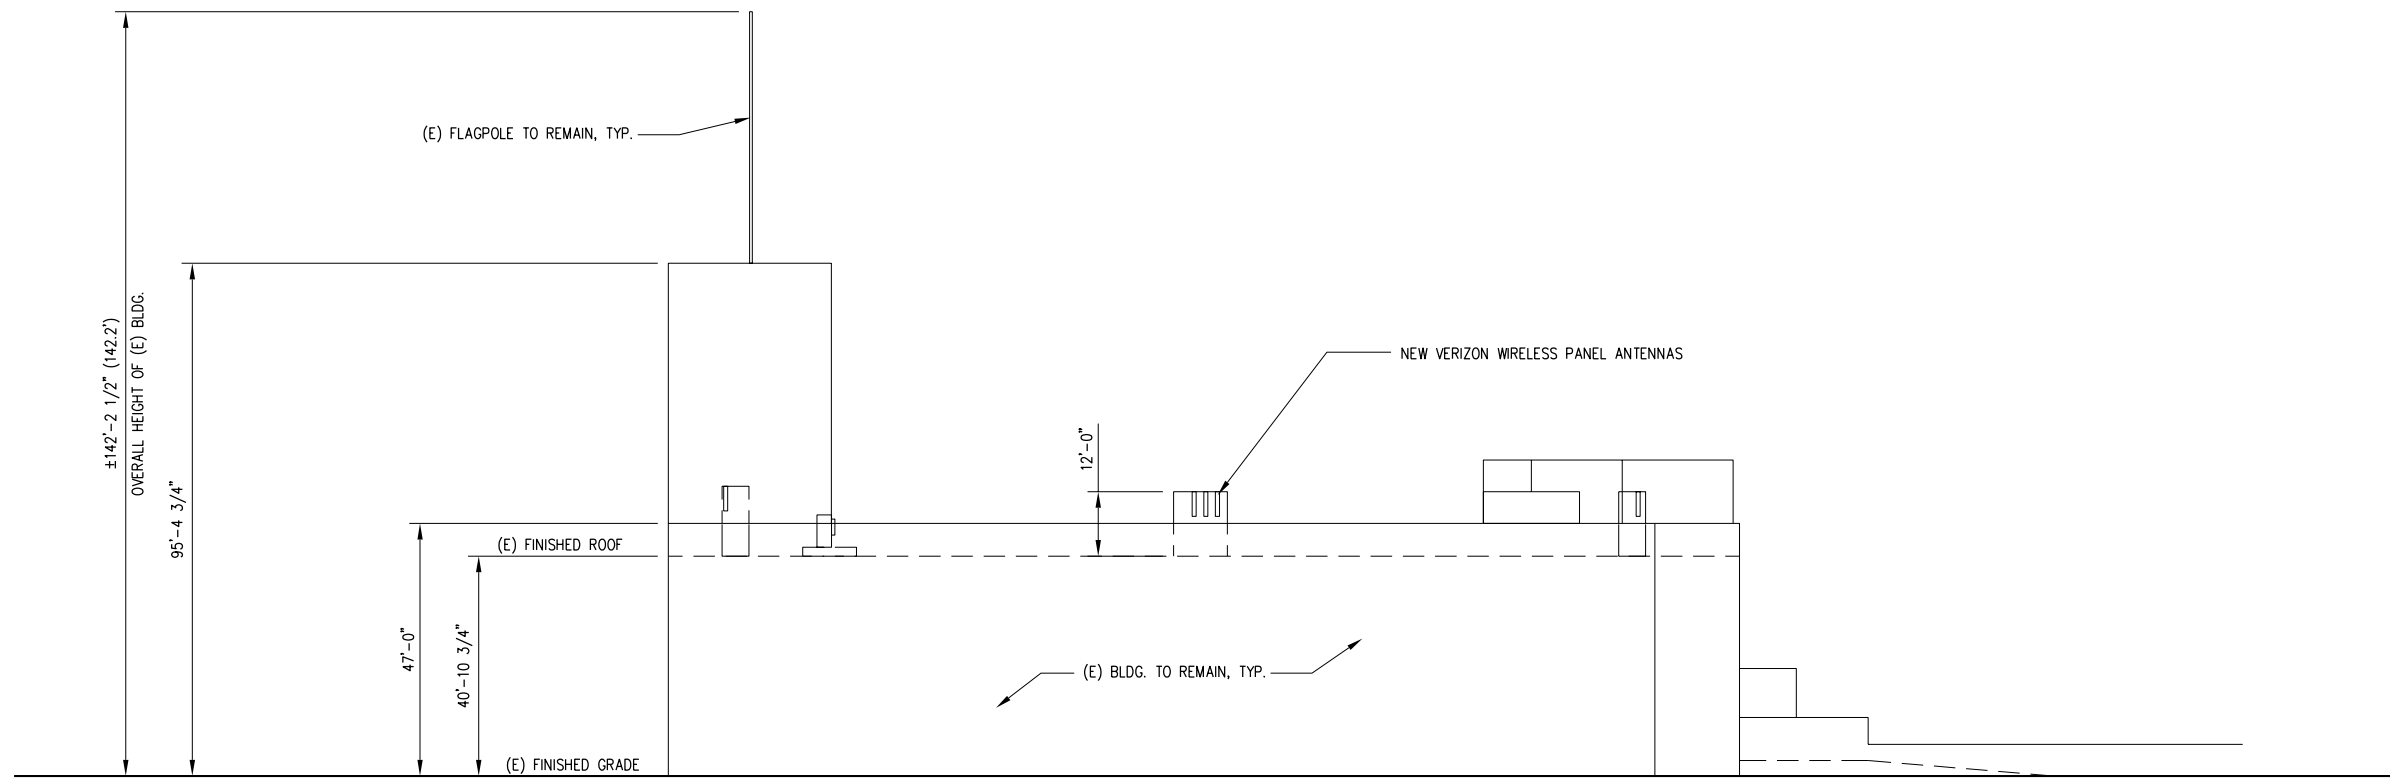 (E) FLAGPOLE TO REMAIN, TYP.
±142'-2 1/2" (142.2')
OVERALL HEIGHT OF (E) BLDG.
95'-4 3/4"
NEW VERIZON WIRELESS PANEL ANTENNAS
12'-0"
(E) FINISHED ROOF
47'-0"
40'-10 3/4"
(E) BLDG. TO REMAIN, TYP.
(E) FINISHED GRADE